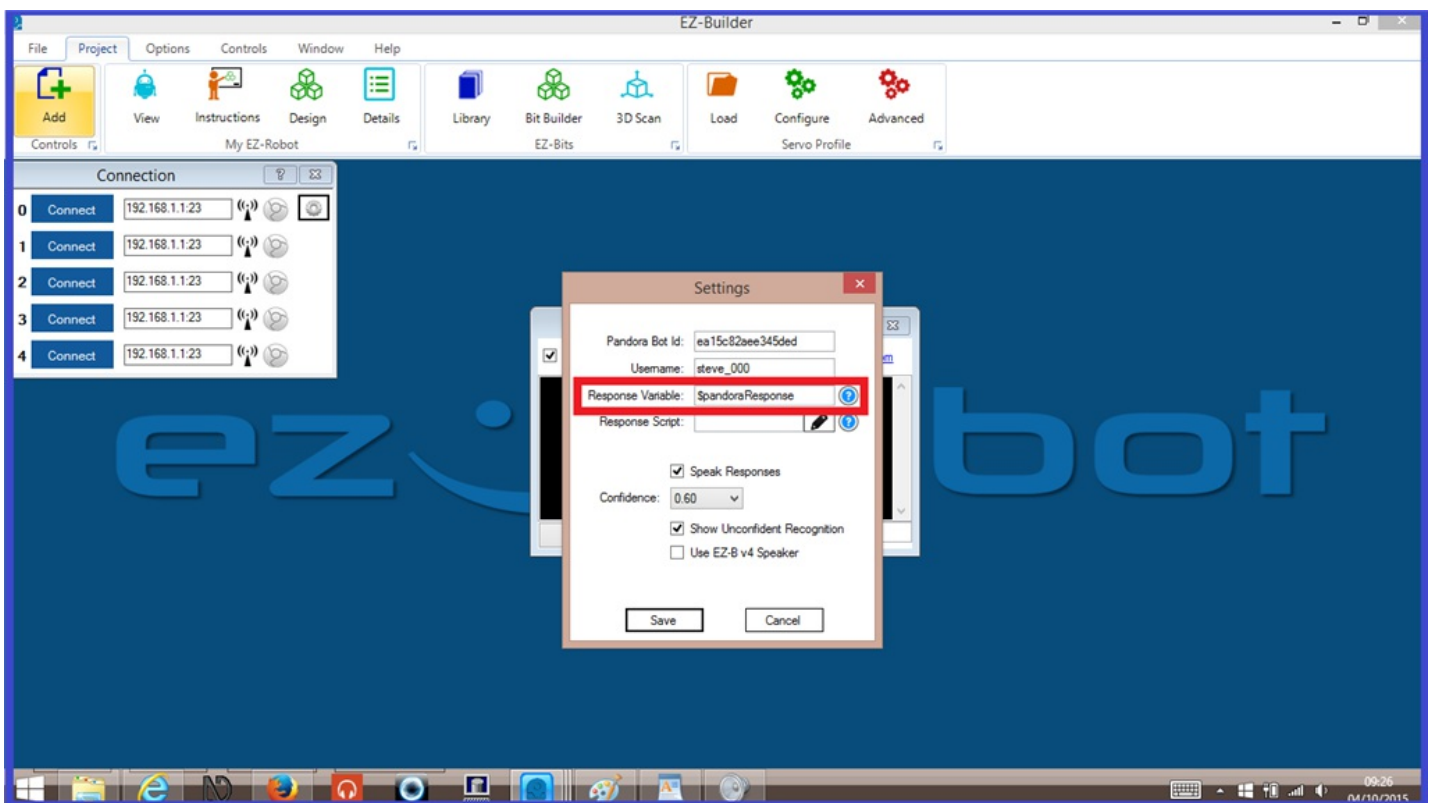 EZ-Builder
File Project Options Controls Window Help
Add View Instructions Design Details Library Bit Builder 3D Scan Load Configure Advanced
Controls My EZ-Robot EZ-Bits Servo Profile
Connection
0 Connect 192.168.1.1:23
1 Connect 192.168.1.1:23
2 Connect 192.168.1.1:23
3 Connect 192.168.1.1:23
4 Connect 192.168.1.1:23
Settings
Pandora Bot Id: ea15c82aee345ded
Username: steve_000
Response Variable: $pandoraResponse
Response Script:
Speak Responses
Confidence: 0.60
Show Unconfident Recognition
Use EZ-B v4 Speaker
Save Cancel
ez bot
09:26
04/10/2015